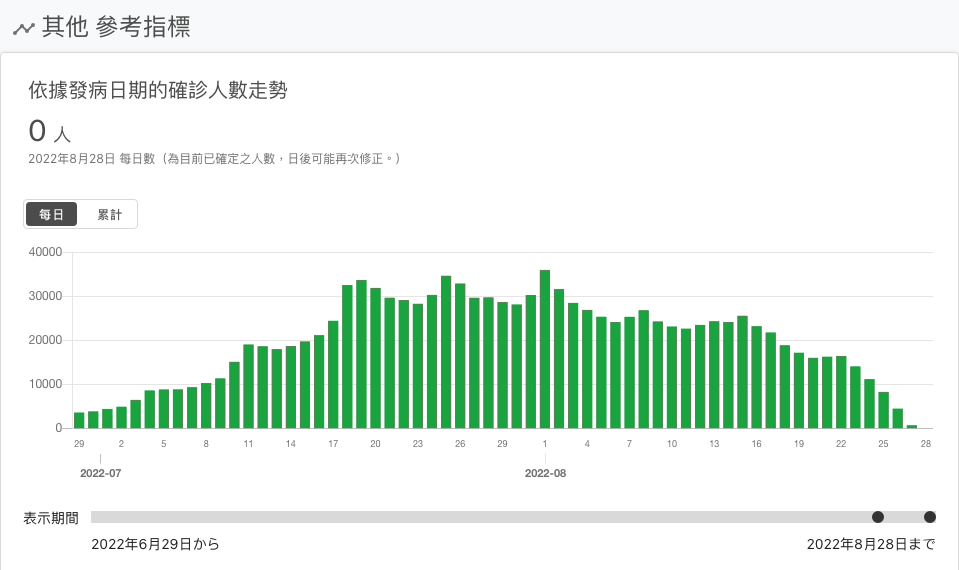 其他 參考指標
依據發病日期的確診人數走勢
0 人
2022年8月28日 每日數（為目前已確定之人數，日後可能再次修正。）
每日 累計
40000
30000
20000
10000
0
29 2 5 8 11 14 17 20 23 26 29 1 4 7 10 13 16 19 22 25 28
2022-07 2022-08
表示期間
2022年6月29日から 2022年8月28日まで